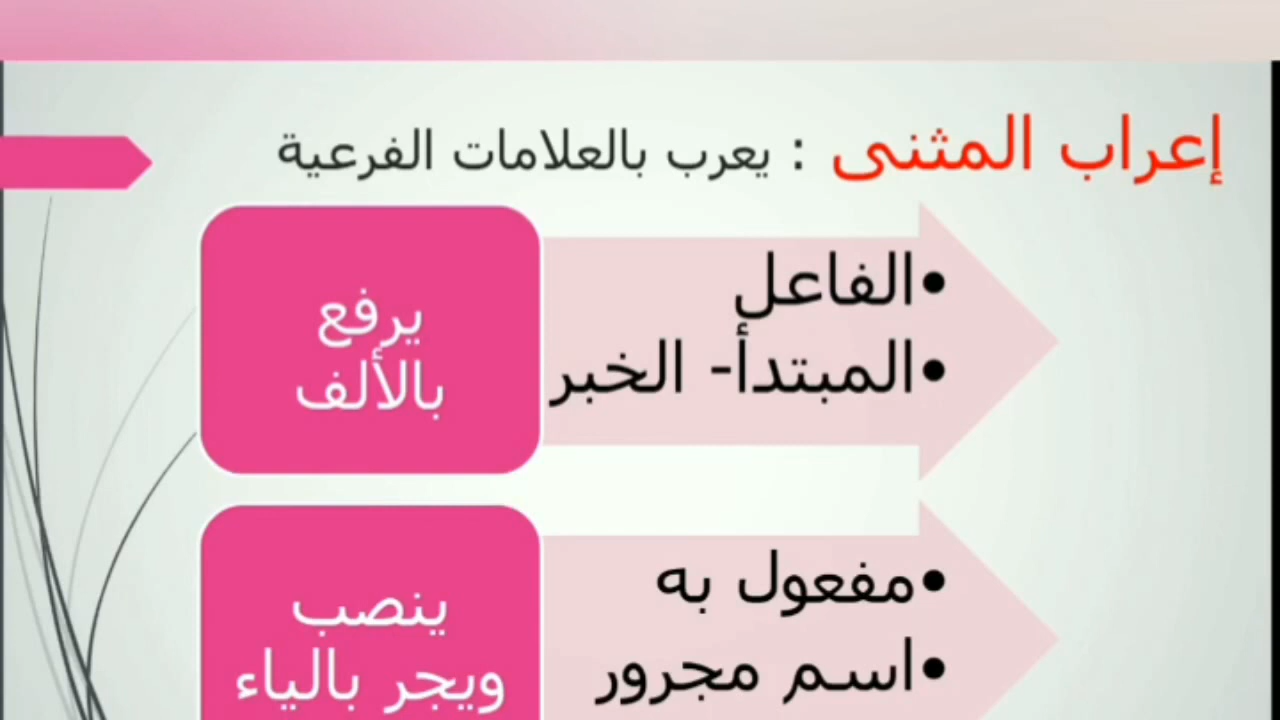 إعراب المثنى : يعرب بالعلامات الفرعية
•الفاعل
•المبتدأ- الخبر
يرفع
بالألف
•مفعول به
•اسم مجرور
ينصب
ويجر بالياء